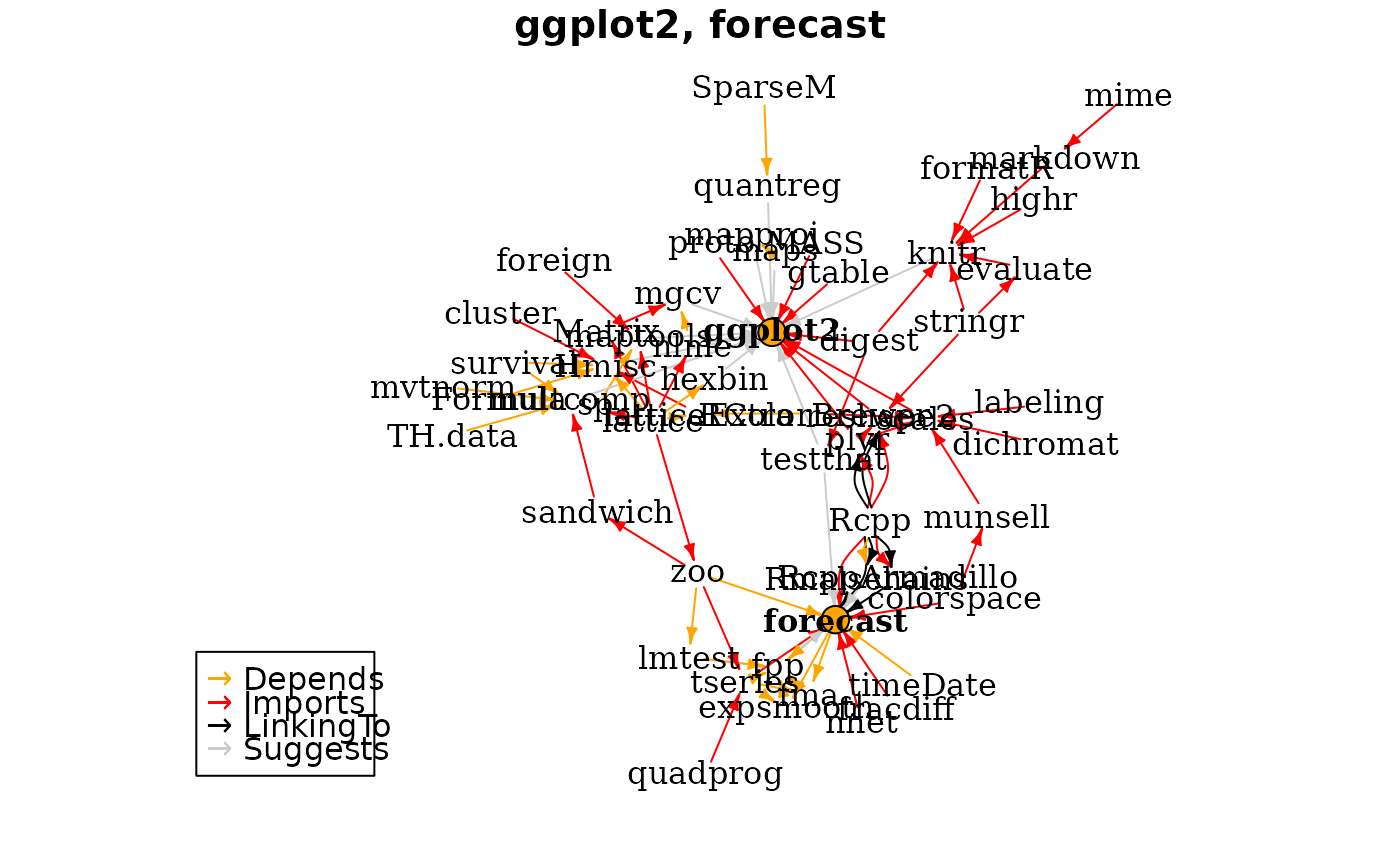 ggplot2, forecast
SparseM
mime
markdown
formatR
quantreg
highr
mapproj
proto
MASS
maps
knitr
foreign
gtable
evaluate
mgcv
cluster
stringr
Matrix
maptools
ggplot2
digest
nlme
survival
Hmisc
hexbin
mvtnorm
Formula
multcomp
sp
latticeExtra
RColorBrewer
reshape2
scales
labeling
lattice
TH.data
plyr
dichromat
testthat
sandwich
Rcpp
munsell
zoo
Rmalschains
RcppArmadillo
colorspace
forecast
lmtest
fpp
tseries
timeDate
fma
expsmooth
fracdiff
nnet
quadprog
Depends
Imports
LinkingTo
Suggests